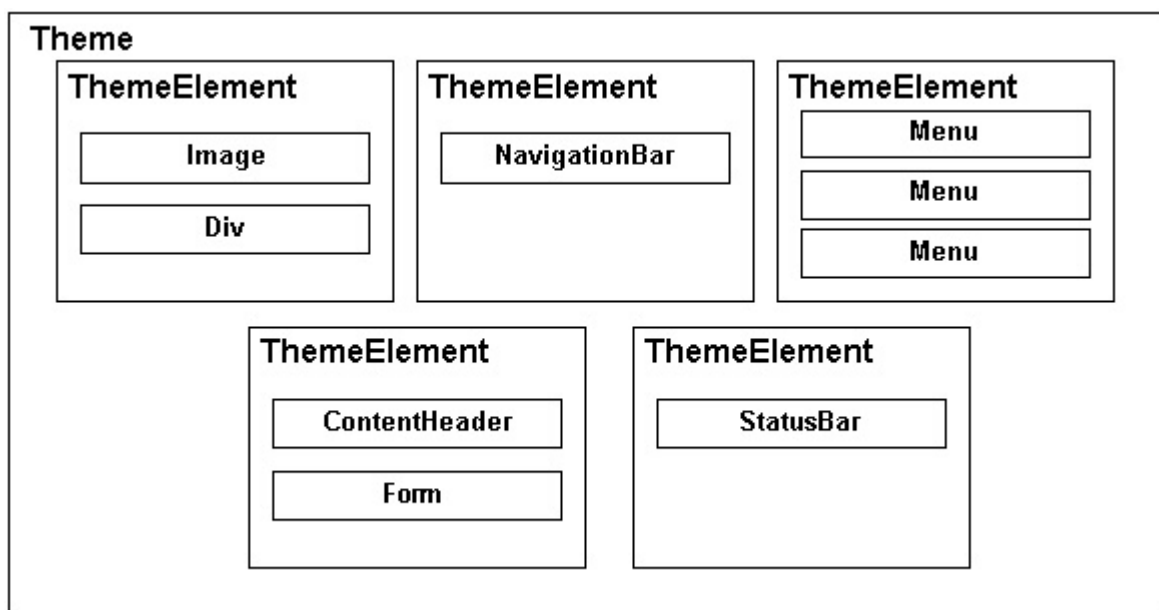 Theme
ThemeElement
Image
Div
ThemeElement
NavigationBar
ThemeElement
Menu
Menu
Menu
ThemeElement
ContentHeader
Form
ThemeElement
StatusBar